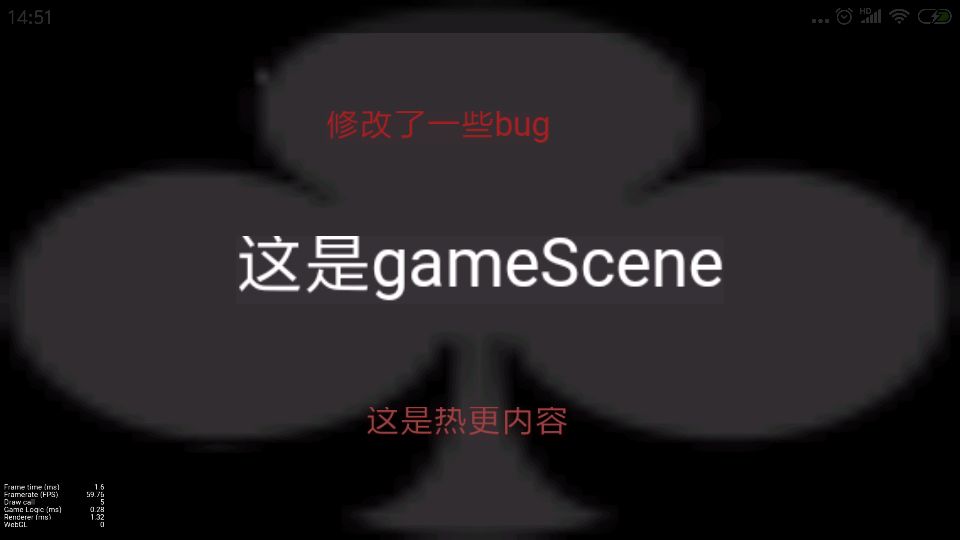 14:51
HD
修改了一些bug
这是gameScene
这是热更内容
Frame time (ms) 1.6
Framerate (FPS) 59.76
Draw call 5
Game Logic (ms) 0.28
Renderer (ms) 1.32
WebGL 0